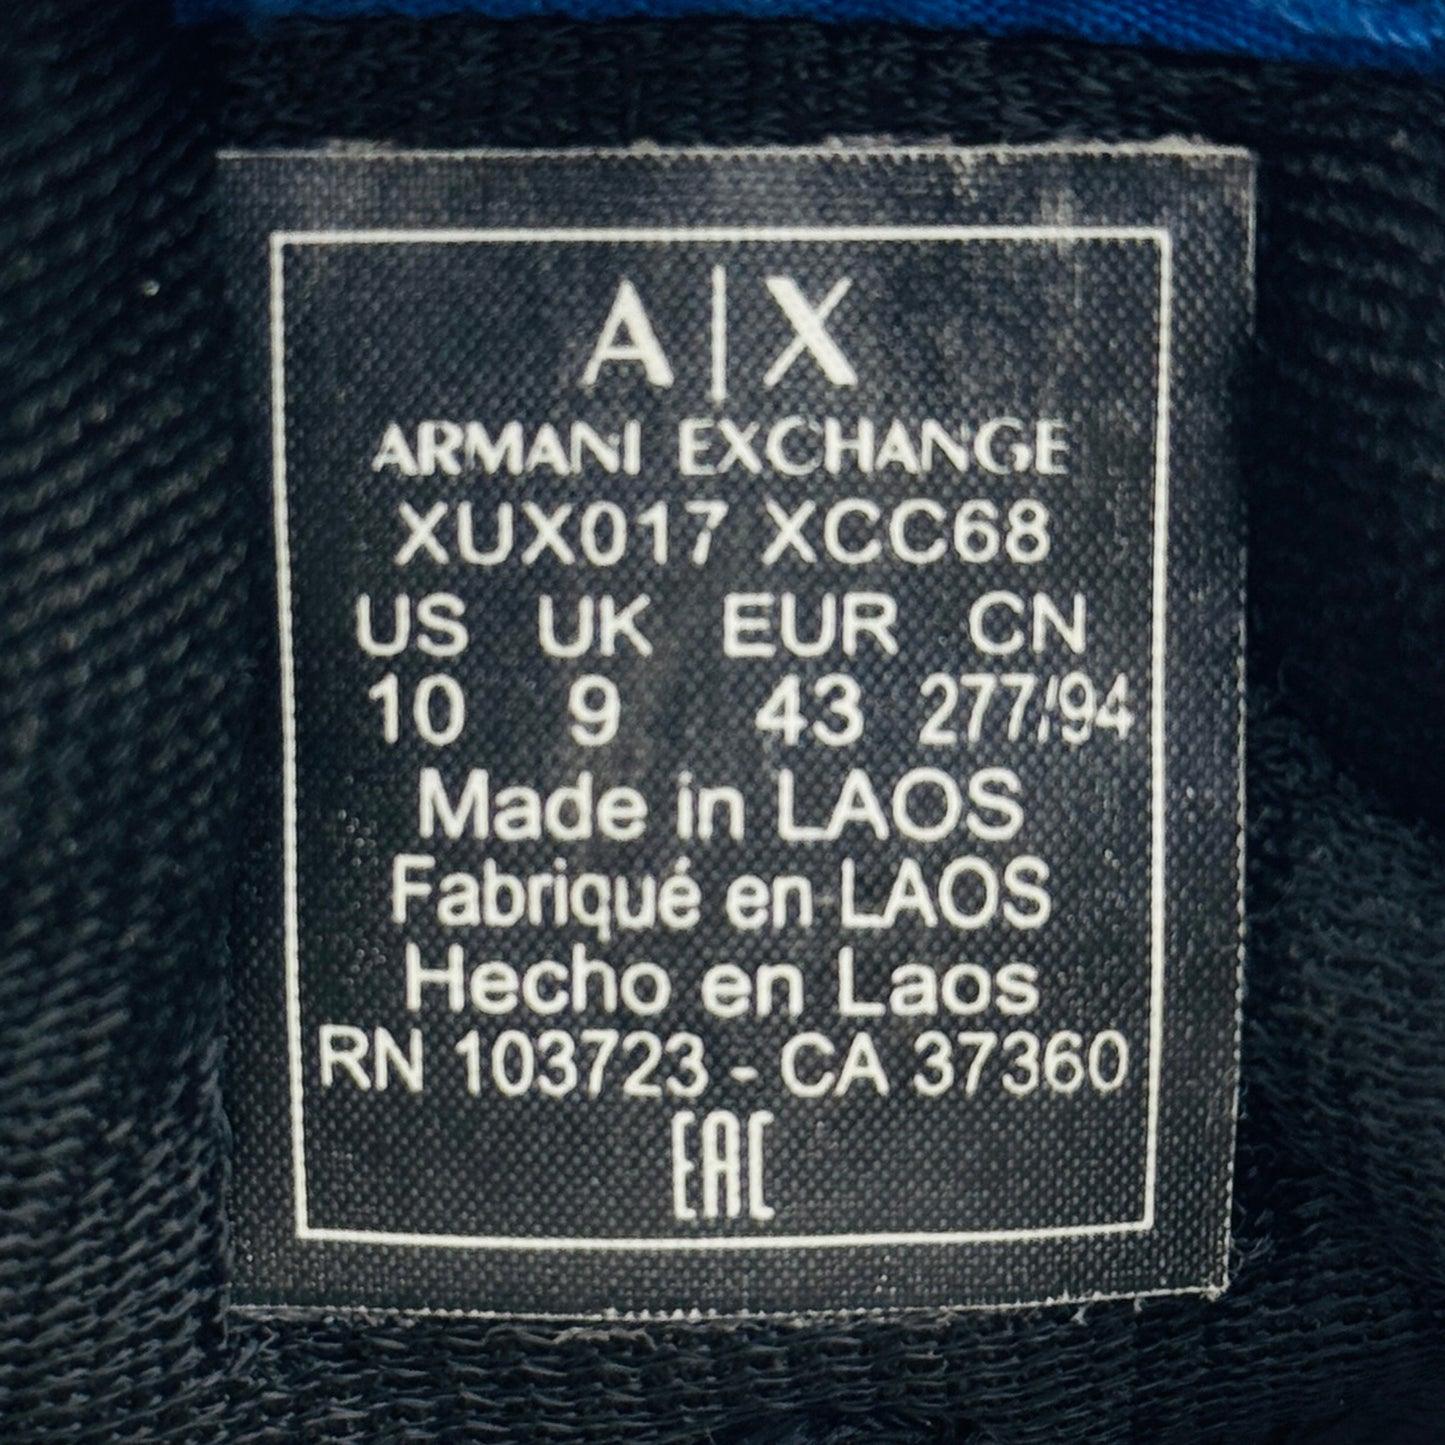 A|X
ARMANI EXCHANGE
XUX017 XCC68
US UK EUR CN
10 9 43 277/94
Made in LAOS
Fabriqué en LAOS
Hecho en Laos
RN 103723 - CA 37360
EAC